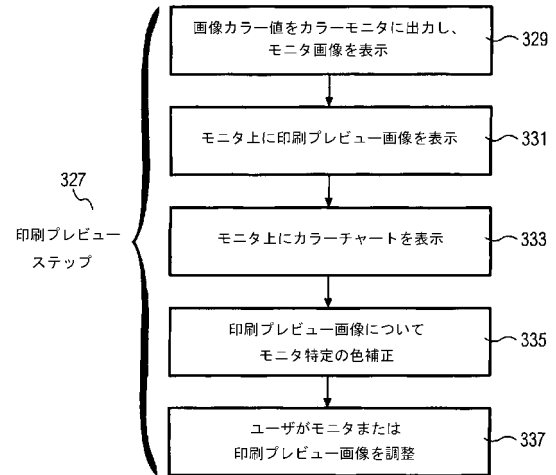 画像カラー値をカラーモニタに出力し、
モニタ画像を表示
329
モニタ上に印刷プレビュー画像を表示
331
327
印刷プレビュー
ステップ
モニタ上にカラーチャートを表示
333
印刷プレビュー画像について
モニタ特定の色補正
335
ユーザがモニタまたは
印刷プレビュー画像を調整
337